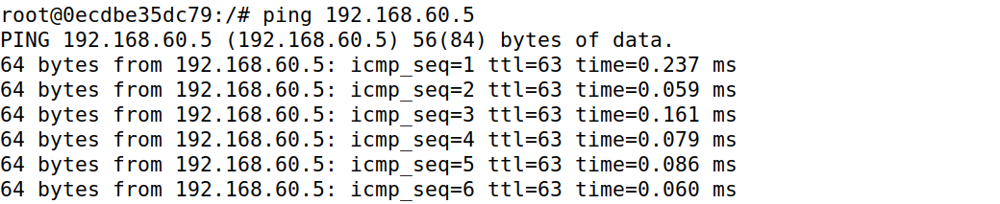 root@0ecdbe35dc79:/# ping 192.168.60.5
PING 192.168.60.5 (192.168.60.5) 56(84) bytes of data.
64 bytes from 192.168.60.5: icmp_seq=1 ttl=63 time=0.237 ms
64 bytes from 192.168.60.5: icmp_seq=2 ttl=63 time=0.059 ms
64 bytes from 192.168.60.5: icmp_seq=3 ttl=63 time=0.161 ms
64 bytes from 192.168.60.5: icmp_seq=4 ttl=63 time=0.079 ms
64 bytes from 192.168.60.5: icmp_seq=5 ttl=63 time=0.086 ms
64 bytes from 192.168.60.5: icmp_seq=6 ttl=63 time=0.060 ms